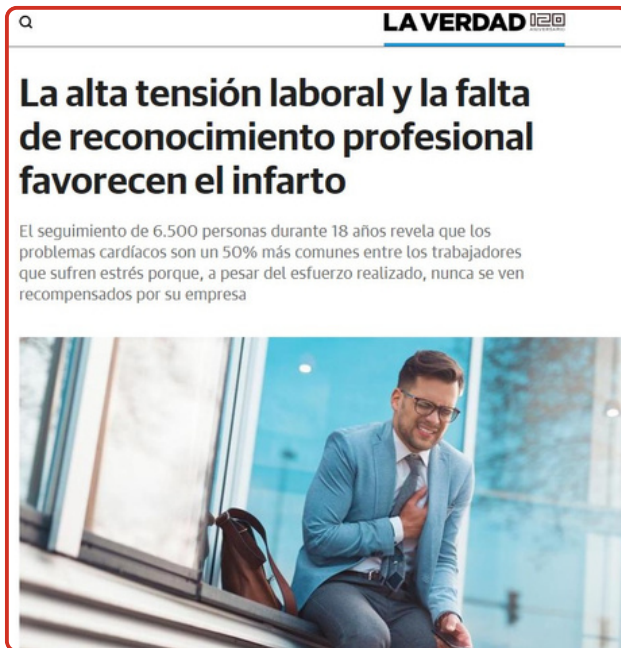 LA VERDAD 120
ANIVERSARIO
La alta tensión laboral y la falta
de reconocimiento profesional
favorecen el infarto
El seguimiento de 6.500 personas durante 18 años revela que los
problemas cardíacos son un 50% más comunes entre los trabajadores
que sufren estrés porque, a pesar del esfuerzo realizado, nunca se ven
recompensados por su empresa